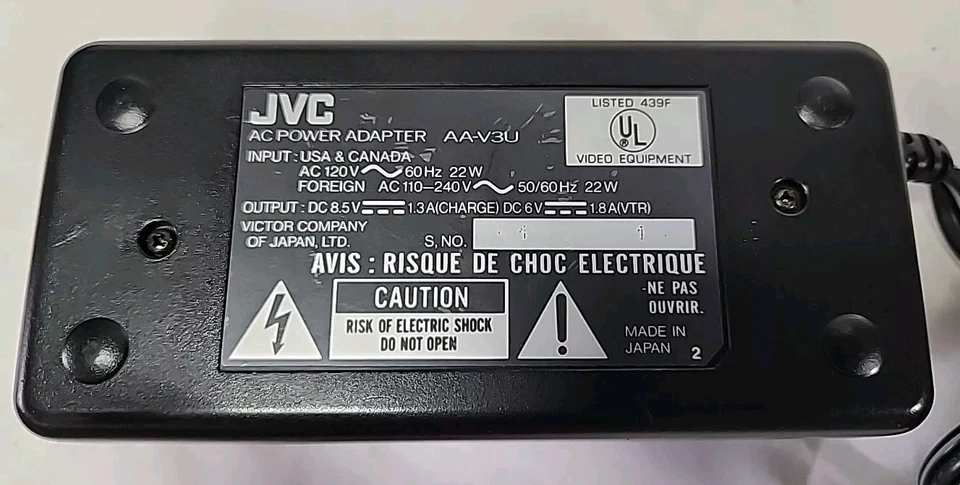 JVC
AC POWER ADAPTER AA-V3U
LISTED 439F
UL
®
VIDEO EQUIPMENT
INPUT : USA & CANADA
AC 120V 60Hz 22W
FOREIGN AC 110–240V 50/60Hz 22W
OUTPUT : DC 8.5V 1.3A(CHARGE) DC 6V 1.8A(VTR)
VICTOR COMPANY
OF JAPAN, LTD.
S, NO.
AVIS : RISQUE DE CHOC ELECTRIQUE
-NE PAS
OUVRIR.
CAUTION
RISK OF ELECTRIC SHOCK
DO NOT OPEN
!
MADE IN
JAPAN 2